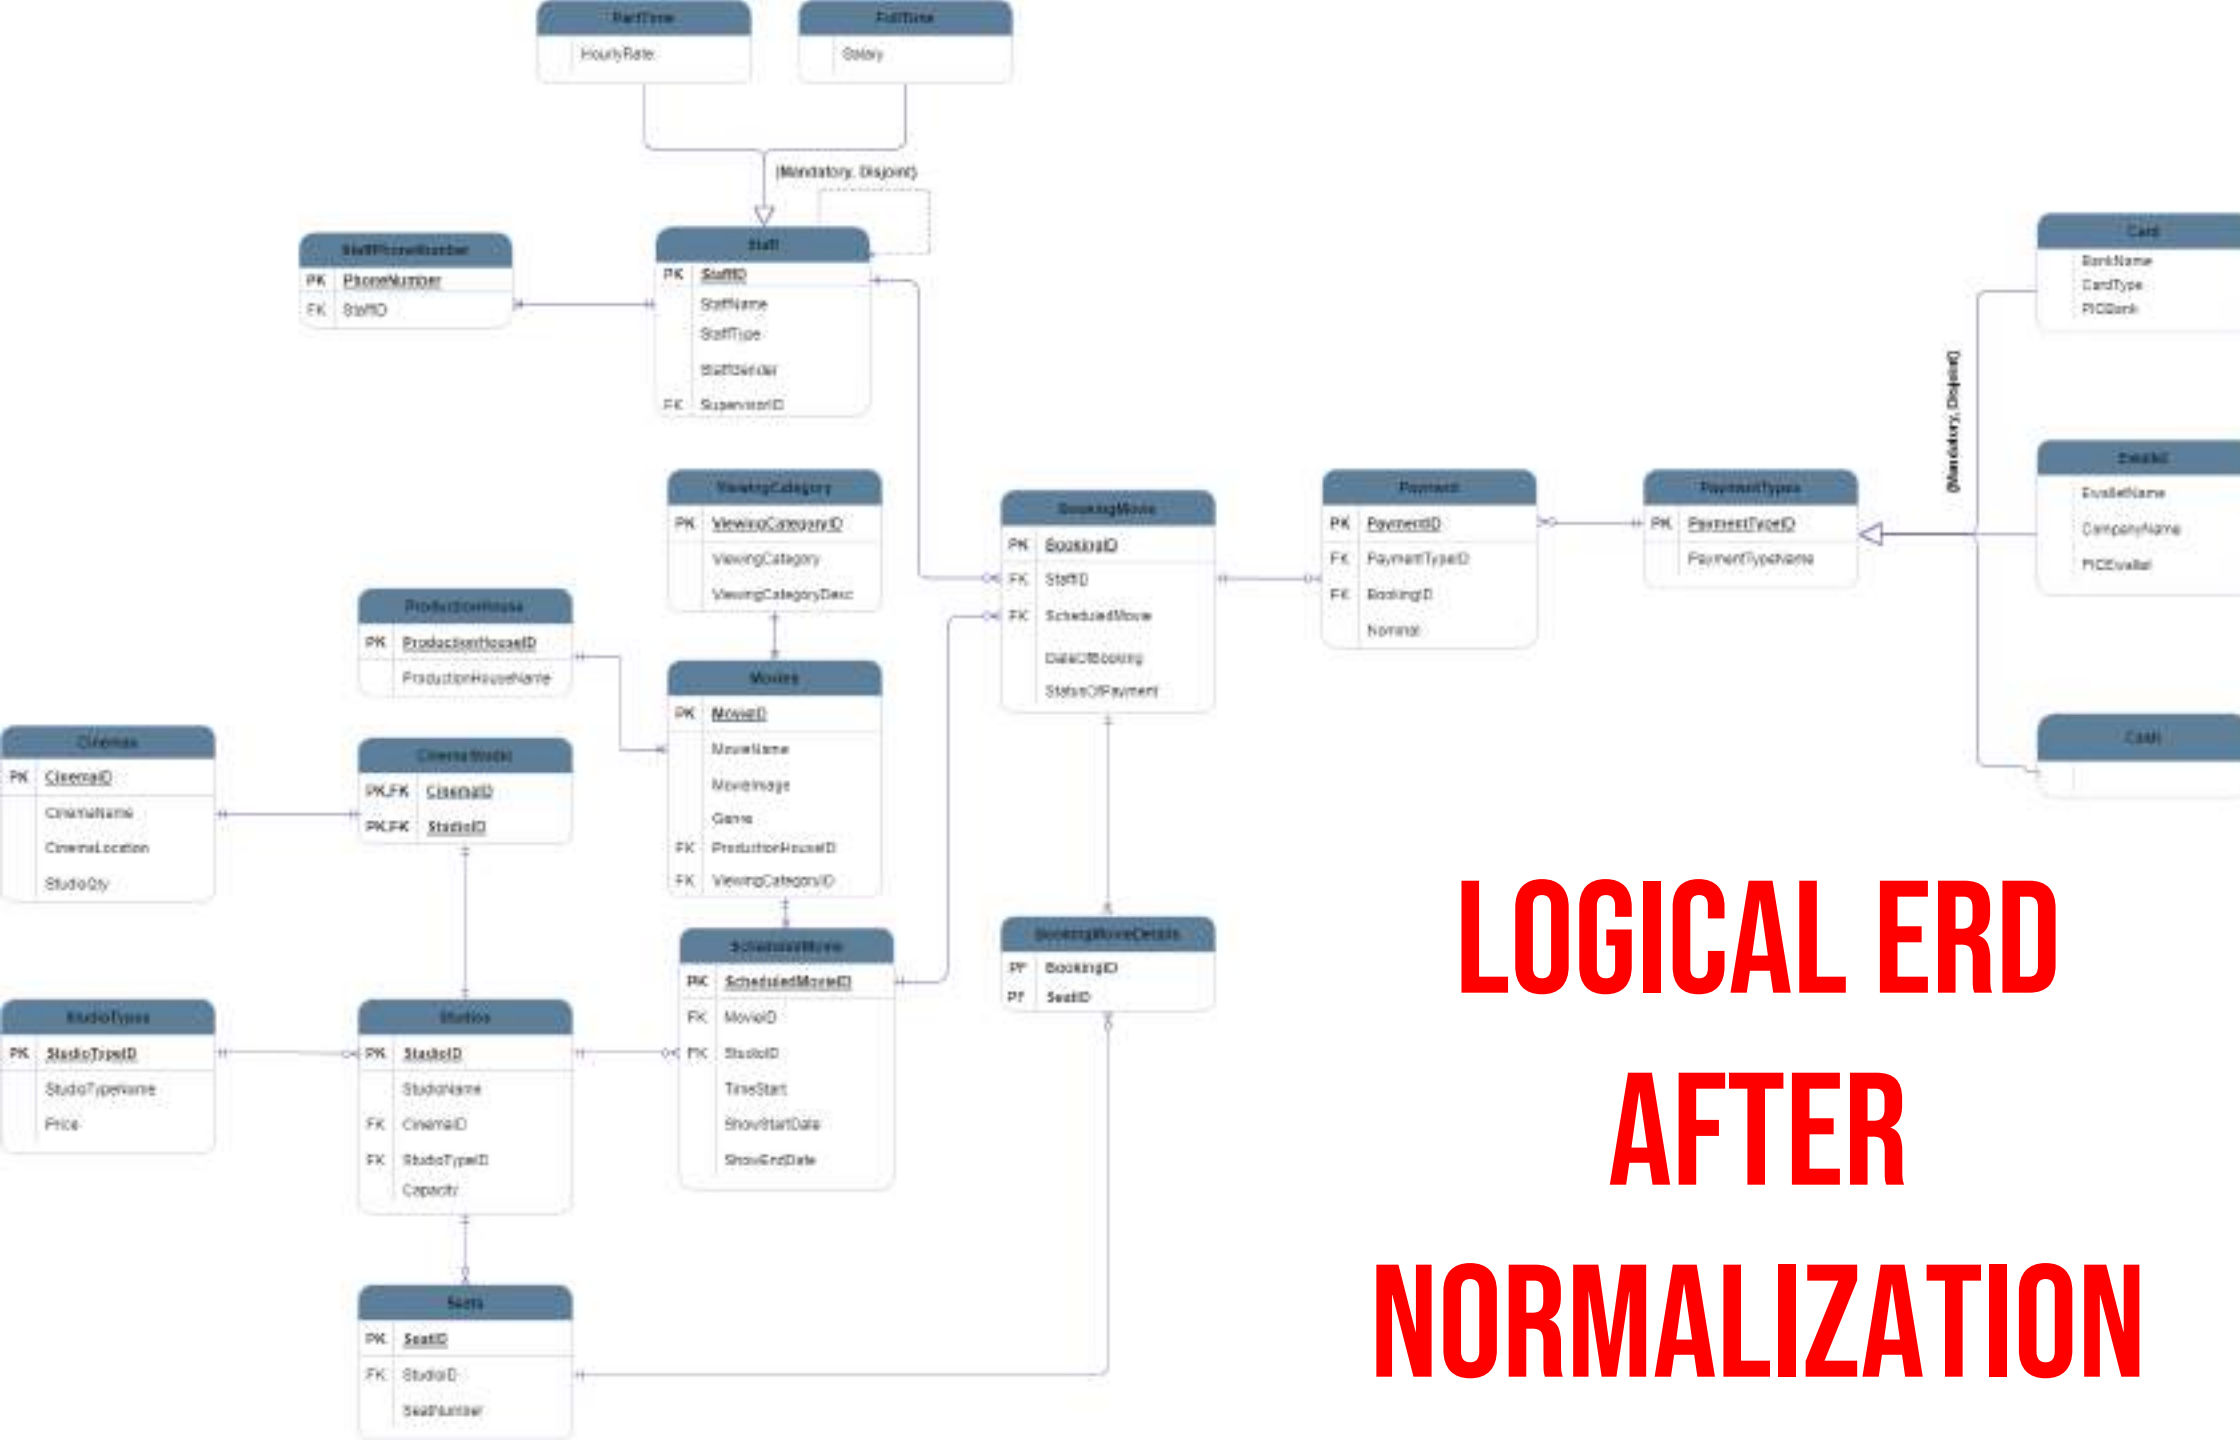 PartTime
HourlyRate
FullTime
Salary
{Mandatory, Disjoint}
StaffPhoneNumber
PK PhoneNumber
FK StaffID
Staff
PK StaffID
StaffName
StaffType
StaffGender
FK SupervisorID
Card
BankName
CardType
PICBank
{Mandatory, Disjoint}
Ewallet
EwalletName
CompanyName
PICEwallet
Cash
ViewingCategory
PK ViewingCategoryID
ViewingCategory
ViewingCategoryDesc
BookingMovie
PK BookingID
FK StaffID
FK ScheduledMovie
DateOfBooking
StatusOfPayment
Payment
PK PaymentID
FK PaymentTypeID
FK BookingID
Nominal
PaymentTypes
PK PaymentTypeID
PaymentTypeName
ProductionHouse
PK ProductionHouseID
ProductionHouseName
Movies
PK MovieID
MovieName
MovieImage
Genre
FK ProductionHouseID
FK ViewingCategoryID
Cinemas
PK CinemaID
CinemaName
CinemaLocation
StudioQty
CinemaStudio
PK,FK CinemaID
PK,FK StudioID
ScheduledMovie
PK ScheduledMovieID
FK MovieID
FK StudioID
TimeStart
ShowStartDate
ShowEndDate
BookingMovieDetails
PF BookingID
PF SeatID
StudioTypes
PK StudioTypeID
StudioTypeName
Price
Studios
PK StudioID
StudioName
FK CinemaID
FK StudioTypeID
Capacity
Seats
PK SeatID
FK StudioID
SeatNumber
LOGICAL ERD
AFTER
NORMALIZATION